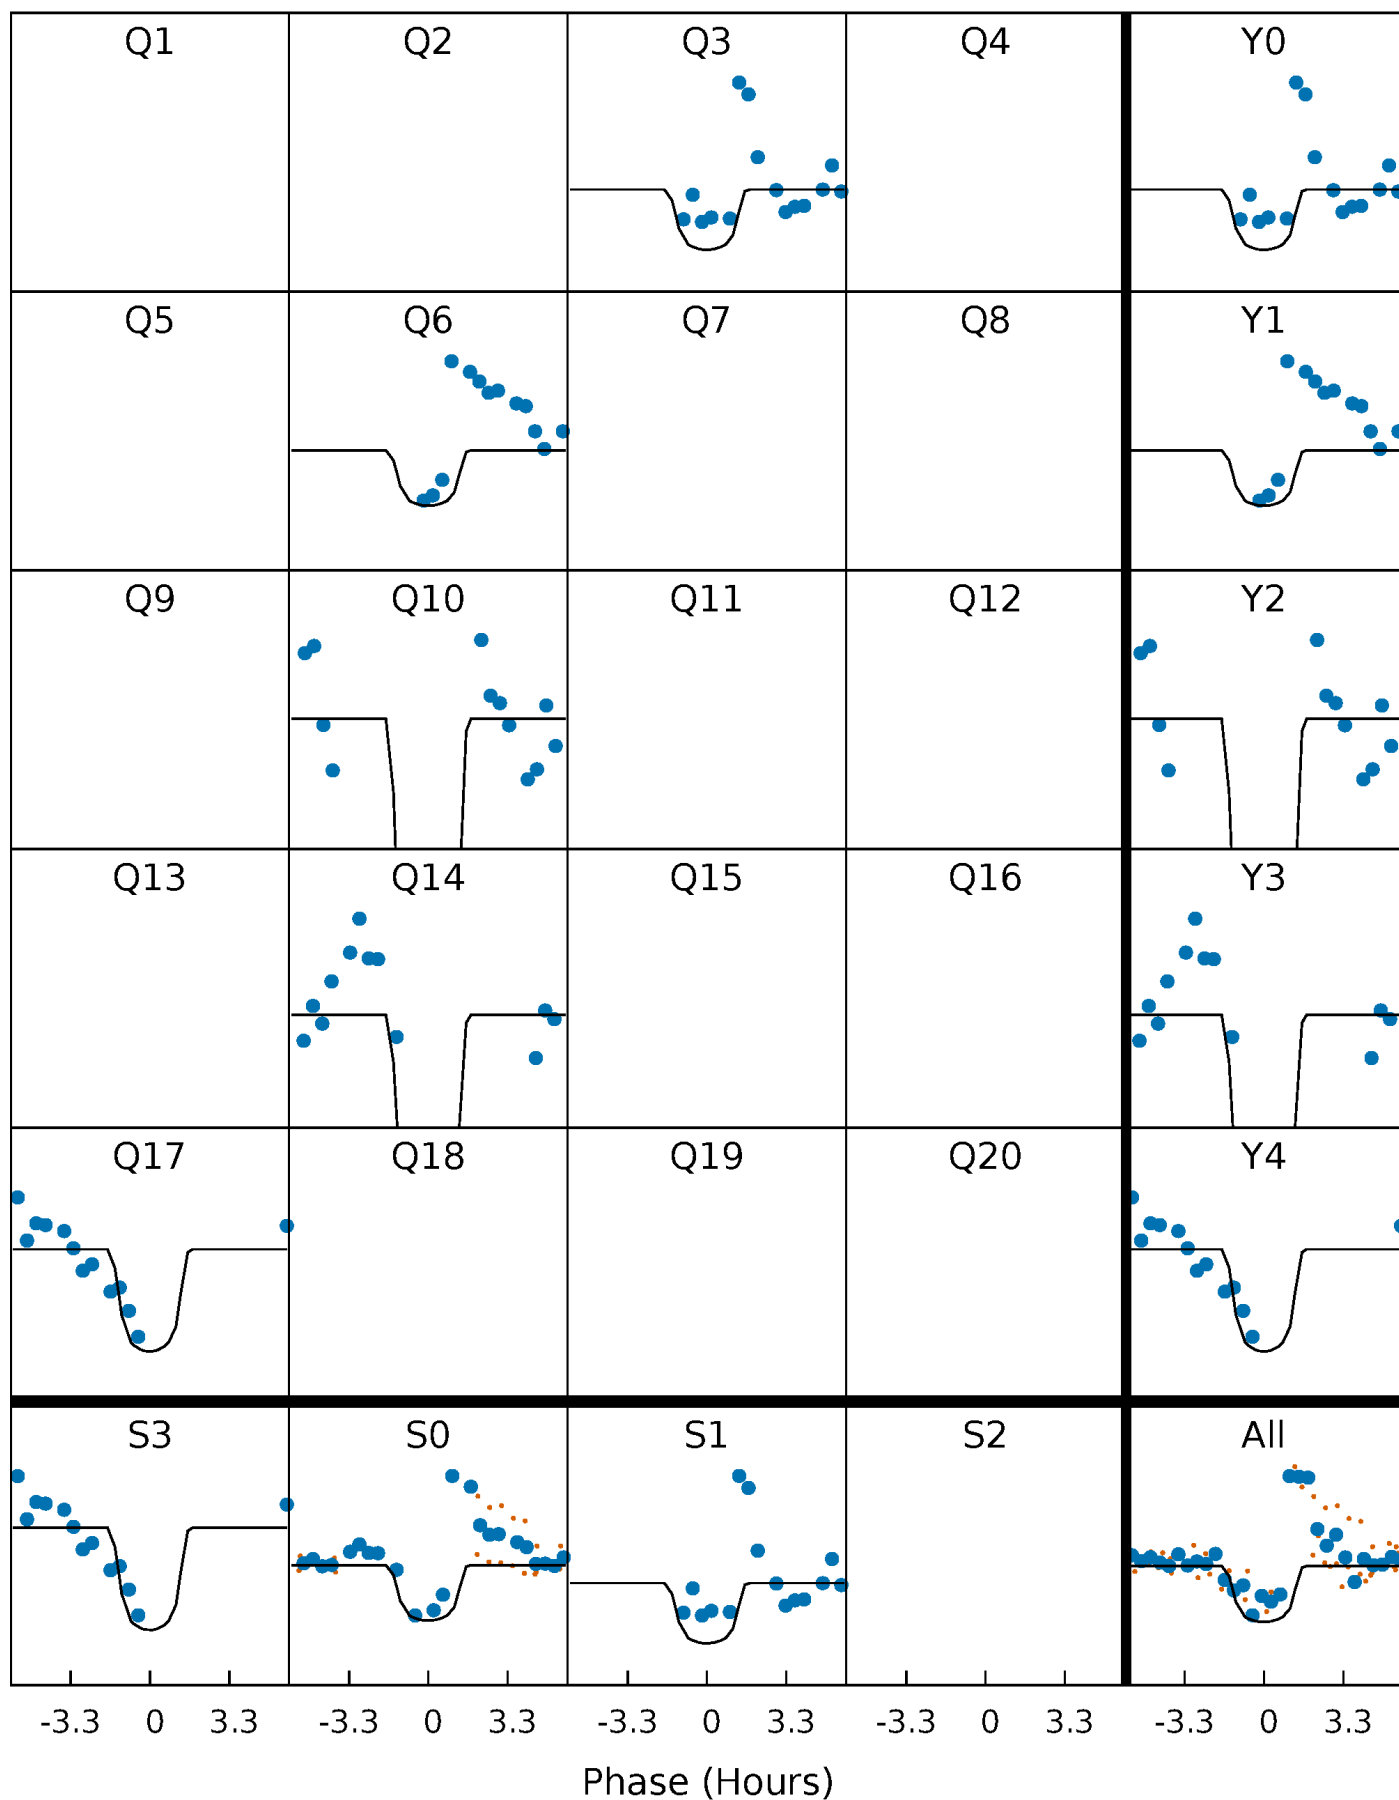 Q1 Q2 Q3 Q4 Y0
Q5 Q6 Q7 Q8 Y1
Q9 Q10 Q11 Q12 Y2
Q13 Q14 Q15 Q16 Y3
Q17 Q18 Q19 Q20 Y4
S3 S0 S1 S2 All
-3.3 0 3.3 -3.3 0 3.3 -3.3 0 3.3 -3.3 0 3.3 -3.3 0 3.3
Phase (Hours)